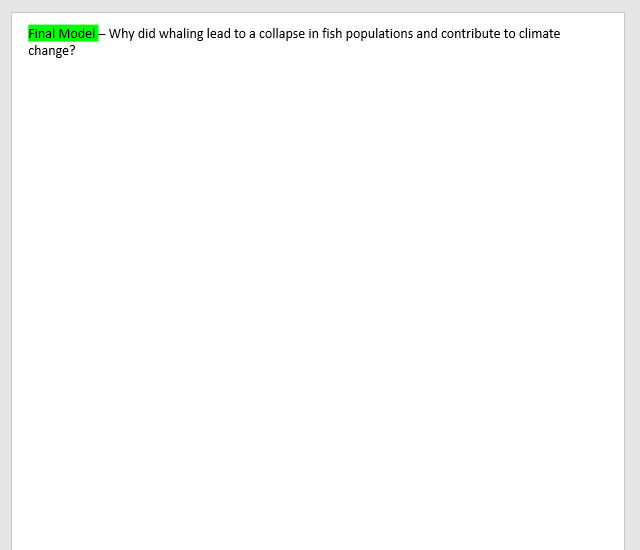 Final Model – Why did whaling lead to a collapse in fish populations and contribute to climate
change?